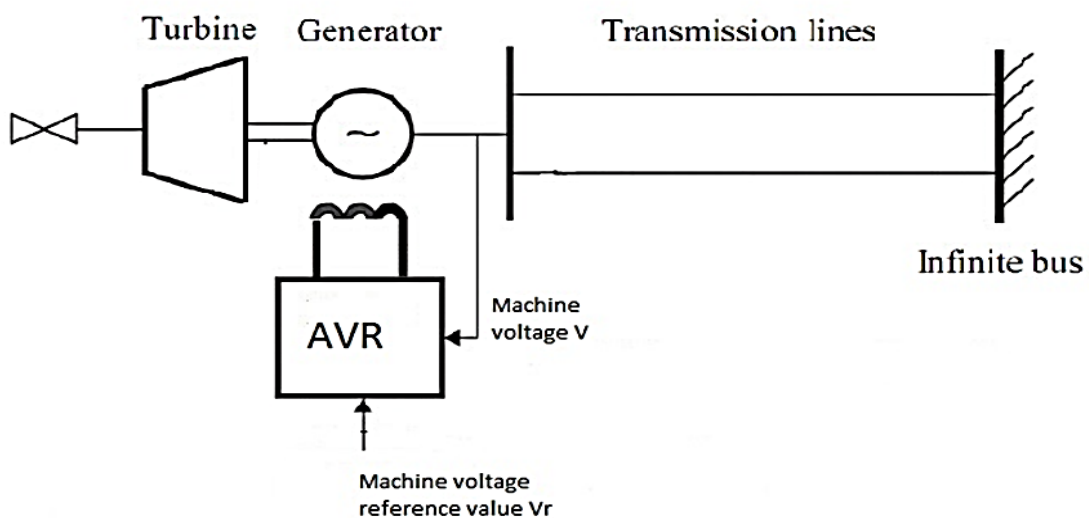 Turbine
Generator
Transmission lines
~
Infinite bus
Machine
voltage V
AVR
Machine voltage
reference value Vr